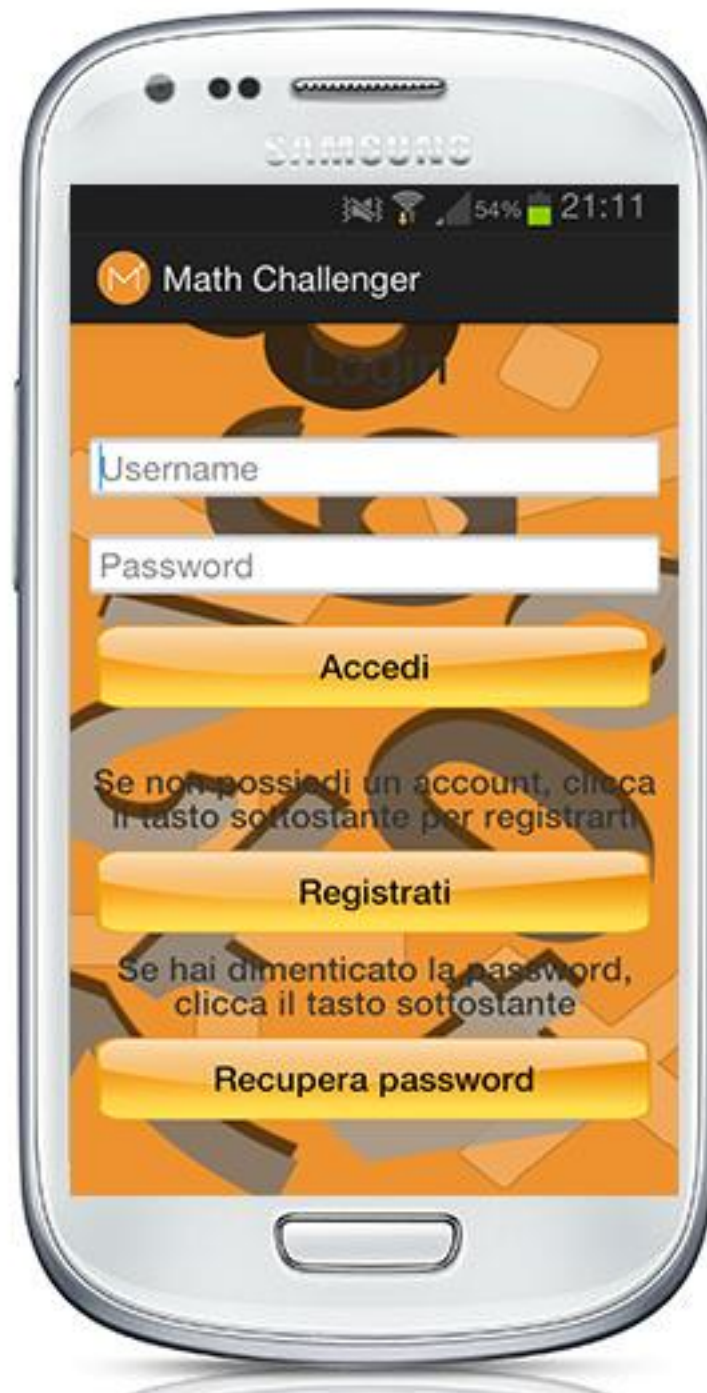 SAMSUNG
54% 21:11
Math Challenger
Login
Username
Password
Accedi
Se non possiedi un account, clicca
il tasto sottostante per registrarti
Registrati
Se hai dimenticato la password,
clicca il tasto sottostante
Recupera password